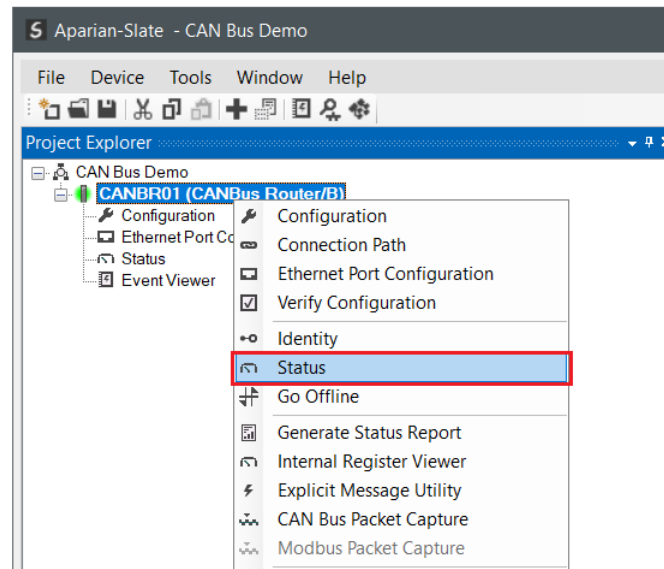 S Aparian-Slate - CAN Bus Demo
File Device Tools Window Help
Project Explorer
CAN Bus Demo
CANBR01 (CANBus Router/B)
Configuration
Ethernet Port Co
Status
Event Viewer
Configuration
Connection Path
Ethernet Port Configuration
Verify Configuration
Identity
Status
Go Offline
Generate Status Report
Internal Register Viewer
Explicit Message Utility
CAN Bus Packet Capture
Modbus Packet Capture